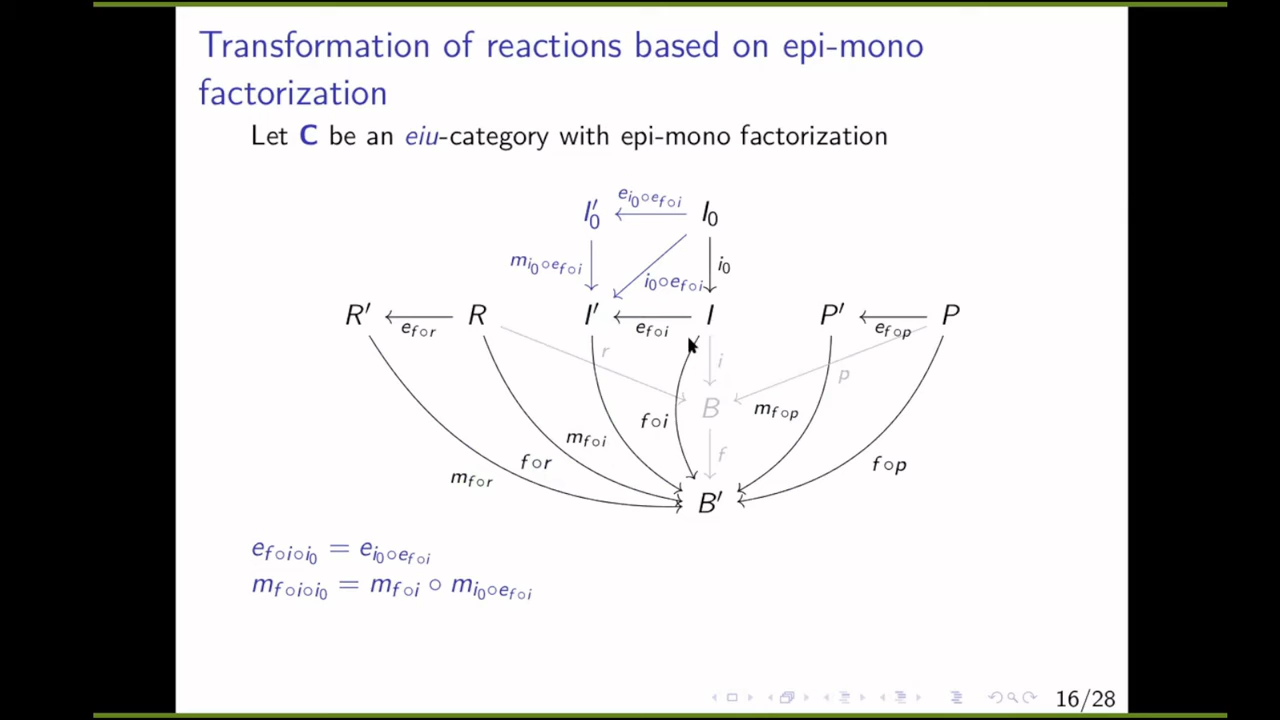 Transformation of reactions based on epi-mono
factorization
Let C be an eiu-category with epi-mono factorization
e_{i₀∘e_{f∘i}}
I′₀ I₀
m_{i₀∘e_{f∘i}} i₀∘e_{f∘i} i₀
R′ R I′ I P′ P
e_{f∘r} e_{f∘i} e_{f∘p}
r i p
B
m_{f∘p}
f∘i
m_{f∘i} f
f∘r f∘p
m_{f∘r}
B′
e_{f∘i∘i₀} = e_{i₀∘e_{f∘i}}
m_{f∘i∘i₀} = m_{f∘i} ∘ m_{i₀∘e_{f∘i}}
16/28